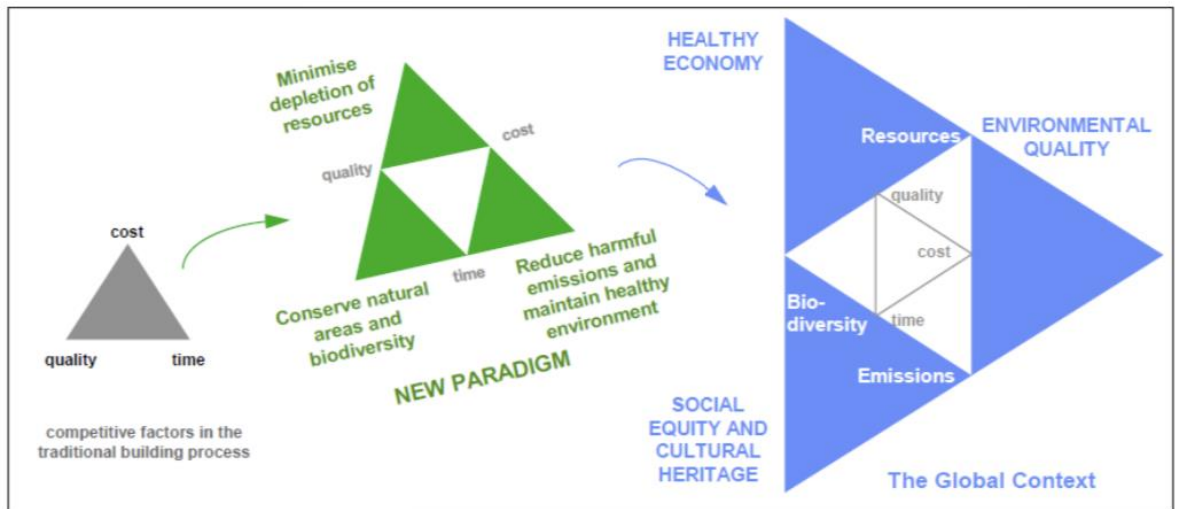 cost
quality
time
competitive factors in the
traditional building process
Minimise
depletion of
resources
quality
cost
time
Conserve natural
areas and
biodiversity
Reduce harmful
emissions and
maintain healthy
environment
NEW PARADIGM
HEALTHY
ECONOMY
Resources
ENVIRONMENTAL
QUALITY
quality
cost
time
Bio-
diversity
Emissions
SOCIAL
EQUITY AND
CULTURAL
HERITAGE
The Global Context